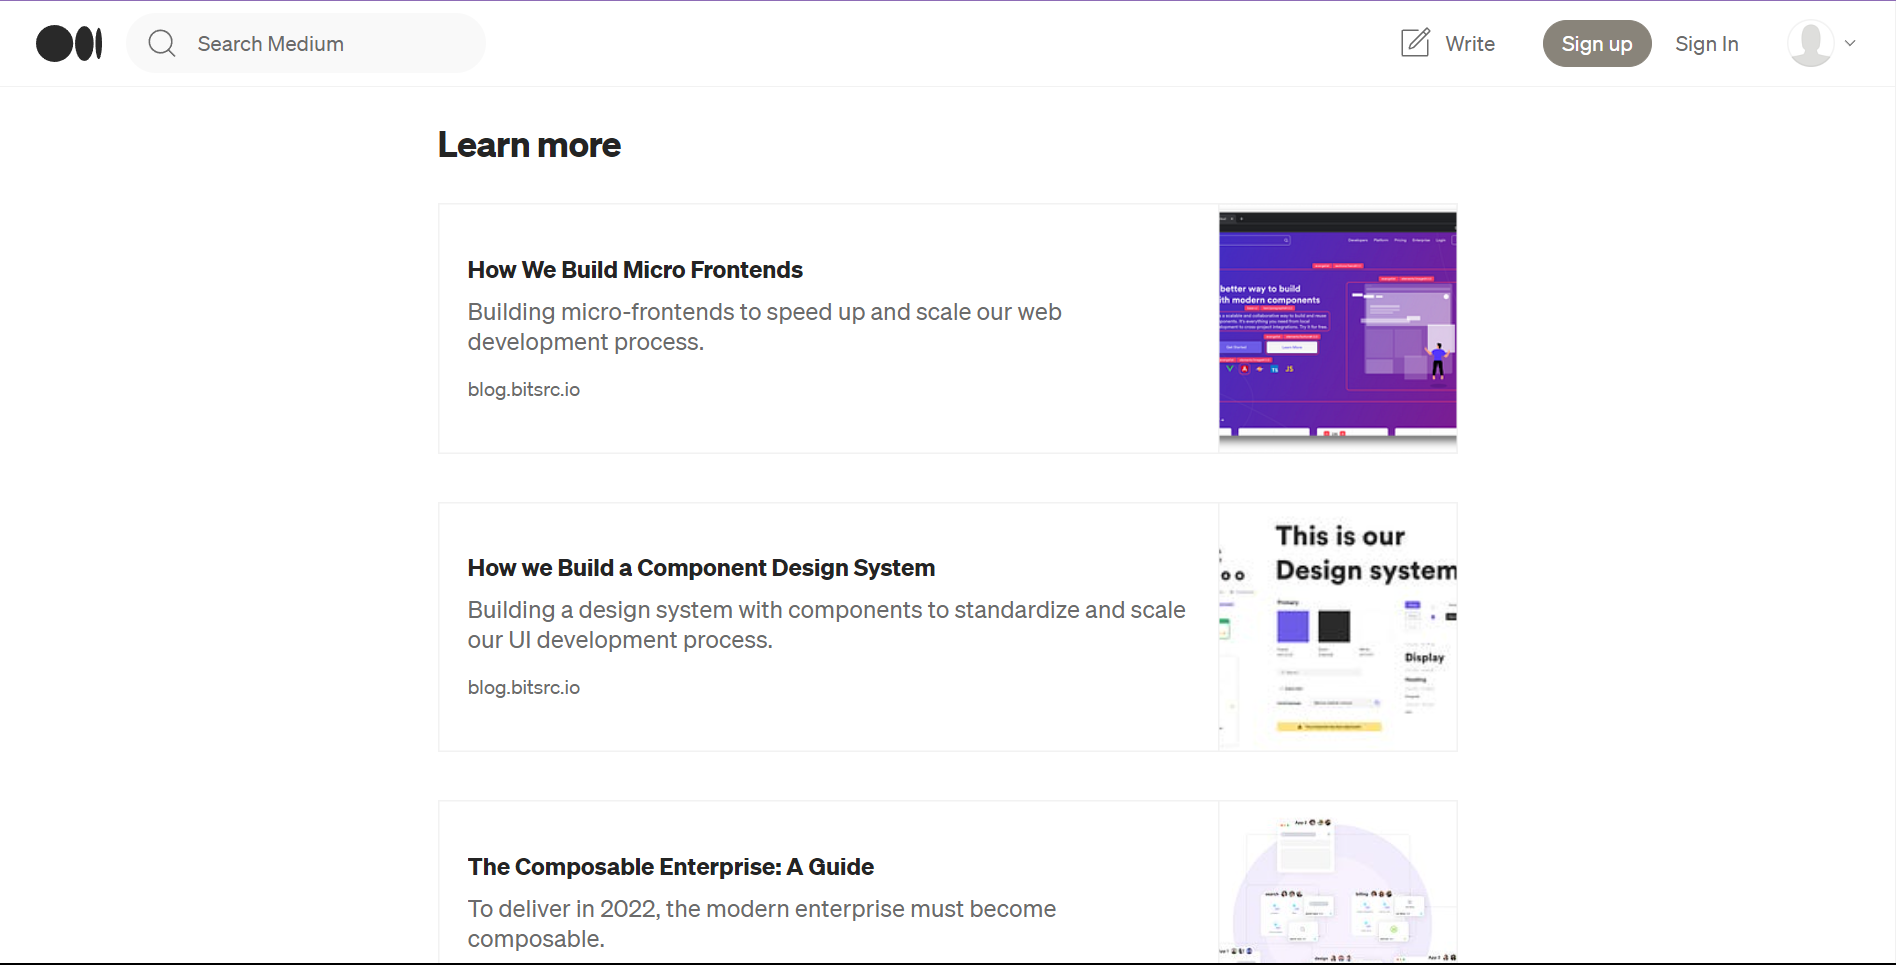 Search Medium
Write
Sign up
Sign In
Learn more
How We Build Micro Frontends
Building micro-frontends to speed up and scale our web
development process.
blog.bitsrc.io
better way to build
ith modern components
How we Build a Component Design System
Building a design system with components to standardize and scale
our UI development process.
blog.bitsrc.io
This is our
Design system
Primary
Display
Heading
The Composable Enterprise: A Guide
To deliver in 2022, the modern enterprise must become
composable.